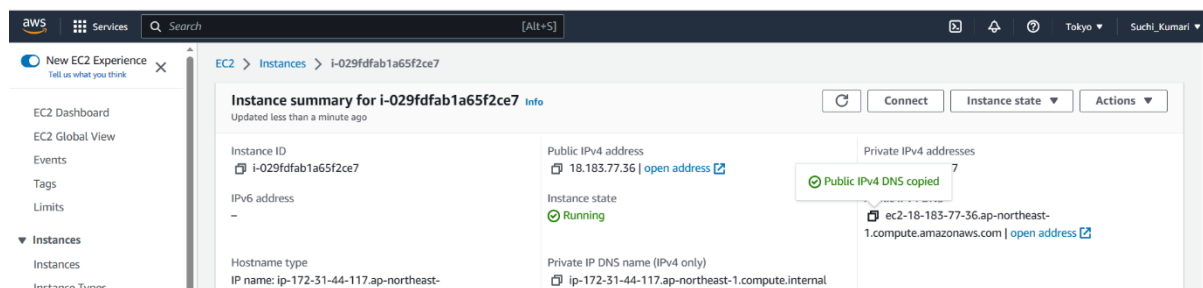 aws
Services
Search
[Alt+S]
Tokyo ▼
Suchi_Kumari ▼
New EC2 Experience
Tell us what you think
EC2 Dashboard
EC2 Global View
Events
Tags
Limits
▼ Instances
Instances
Instance Types
EC2 > Instances > i-029fdfab1a65f2ce7
Instance summary for i-029fdfab1a65f2ce7 Info
Updated less than a minute ago
Connect
Instance state ▼
Actions ▼
Instance ID
i-029fdfab1a65f2ce7
Public IPv4 address
18.183.77.36 | open address
Private IPv4 addresses
7
Public IPv4 DNS copied
IPv6 address
–
Instance state
Running
ec2-18-183-77-36.ap-northeast-
1.compute.amazonaws.com | open address
Hostname type
IP name: ip-172-31-44-117.ap-northeast-
Private IP DNS name (IPv4 only)
ip-172-31-44-117.ap-northeast-1.compute.internal